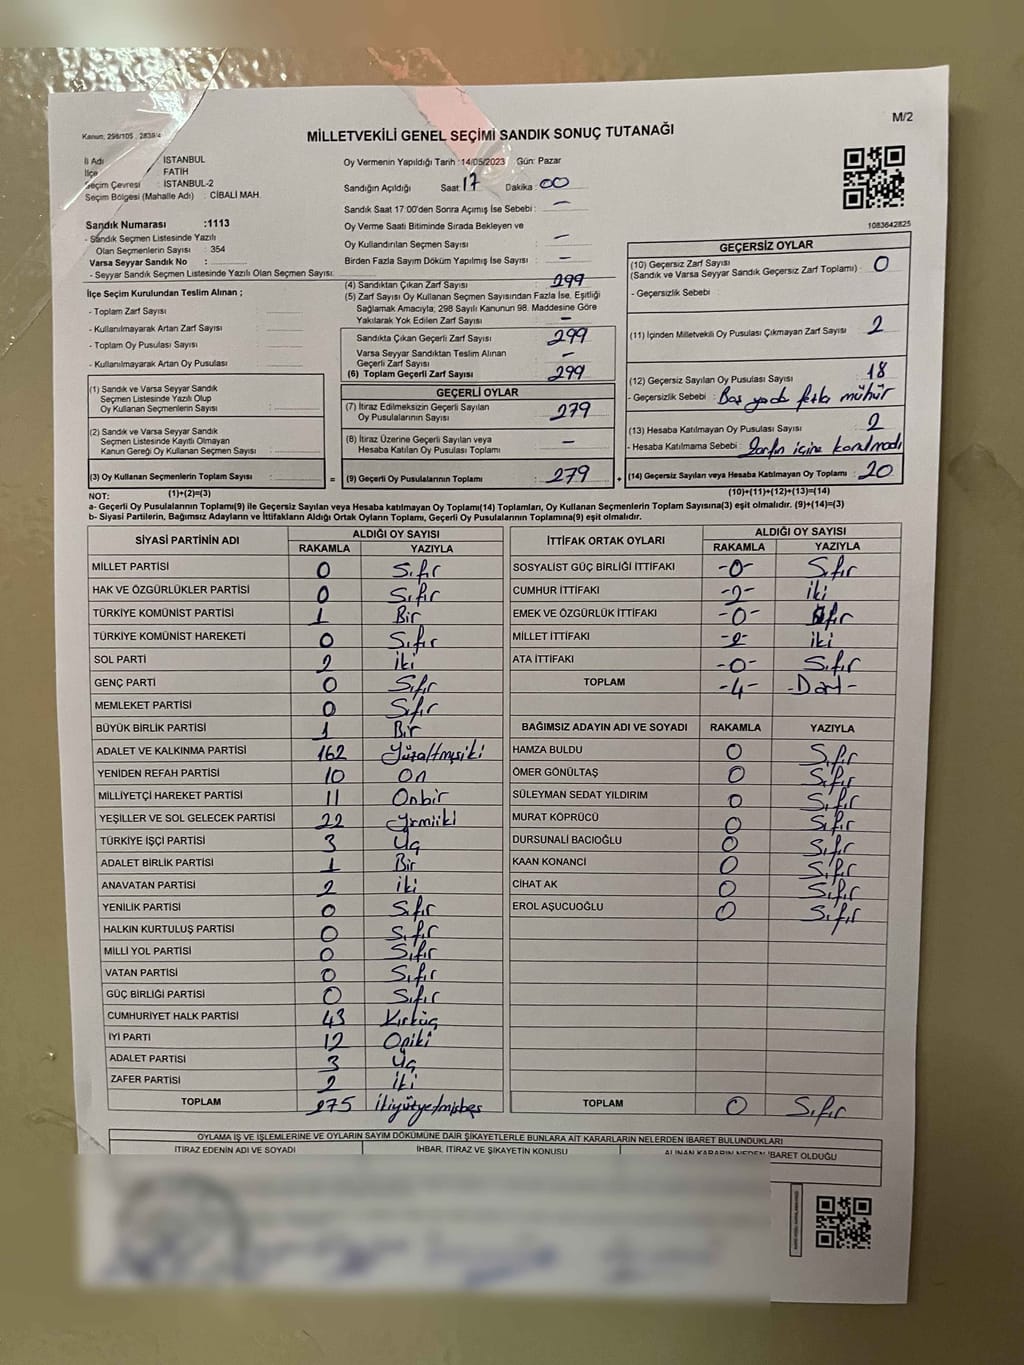 M/2
Kanun: 298/105 , 2839/4
MİLLETVEKİLİ GENEL SEÇİMİ SANDIK SONUÇ TUTANAĞI
İl Adı : İSTANBUL
İlçe : FATİH
Seçim Çevresi : İSTANBUL-2
Seçim Bölgesi (Mahalle Adı) : CİBALİ MAH.
Sandık Numarası :1113
- Sandık Seçmen Listesinde Yazılı
Olan Seçmenlerin Sayısı : 354
Varsa Seyyar Sandık No :
- Seyyar Sandık Seçmen Listesinde Yazılı Olan Seçmen Sayısı:
İlçe Seçim Kurulundan Teslim Alınan ;
- Toplam Zarf Sayısı :
- Kullanılmayarak Artan Zarf Sayısı :
- Toplam Oy Pusulası Sayısı :
- Kullanılmayarak Artan Oy Pusulası :
(1) Sandık ve Varsa Seyyar Sandık
Seçmen Listesinde Yazılı Olup
Oy Kullanan Seçmenlerin Sayısı :
(2) Sandık ve Varsa Seyyar Sandık
Seçmen Listesinde Kayıtlı Olmayan
Kanun Gereği Oy Kullanan Seçmen Sayısı :
(3) Oy Kullanan Seçmenlerin Toplam Sayısı :
Oy Vermenin Yapıldığı Tarih :14/05/2023 Gün: Pazar
Sandığın Açıldığı Saat: 17 Dakika : 00
Sandık Saat 17:00'den Sonra Açımış İse Sebebi : –
Oy Verme Saati Bitiminde Sırada Bekleyen ve
Oy Kullandırılan Seçmen Sayısı : –
Birden Fazla Sayım Döküm Yapılmış İse Sayısı : –
(4) Sandıktan Çıkan Zarf Sayısı : 299
(5) Zarf Sayısı Oy Kullanan Seçmen Sayısından Fazla İse, Eşitliği
Sağlamak Amacıyla; 298 Sayılı Kanunun 98. Maddesine Göre
Yakılarak Yok Edilen Zarf Sayısı : –
Sandıkta Çıkan Geçerli Zarf Sayısı : 299
Varsa Seyyar Sandıktan Teslim Alınan
Geçerli Zarf Sayısı : –
(6) Toplam Geçerli Zarf Sayısı : 299
GEÇERLİ OYLAR
(7) İtiraz Edilmeksizin Geçerli Sayılan
Oy Pusulalarının Sayısı : 279
(8) İtiraz Üzerine Geçerli Sayılan veya
Hesaba Katılan Oy Pusulası Toplamı : –
= (9) Geçerli Oy Pusulalarının Toplamı : 279 +
1083642825
GEÇERSİZ OYLAR
(10) Geçersiz Zarf Sayısı
(Sandık ve Varsa Seyyar Sandık Geçersiz Zarf Toplamı) : 0
- Geçersizlik Sebebi :
(11) İçinden Milletvekili Oy Pusulası Çıkmayan Zarf Sayısı : 2
(12) Geçersiz Sayılan Oy Pusulası Sayısı : 18
- Geçersizlik Sebebi : Boş yada fazla mühür
(13) Hesaba Katılmayan Oy Pusulası Sayısı : 2
- Hesaba Katılmama Sebebi : Zarfın içine konulmadı
(14) Geçersiz Sayılan veya Hesaba Katılmayan Oy Toplamı : 20
NOT: (1)+(2)=(3) (10)+(11)+(12)+(13)=(14)
a- Geçerli Oy Pusulalarının Toplamı(9) ile Geçersiz Sayılan veya Hesaba Katılmayan Oy Toplamı(14) Toplamları, Oy Kullanan Seçmenlerin Toplam Sayısına(3) eşit olmalıdır. (9)+(14)=(3)
b- Siyasi Partilerin, Bağımsız Adayların ve İttifakların Aldığı Ortak Oyların Toplamı, Geçerli Oy Pusulalarının Toplamına(9) eşit olmalıdır.
SİYASİ PARTİNİN ADI ALDIĞI OY SAYISI
RAKAMLA YAZIYLA
MİLLET PARTİSİ 0 Sıfır
HAK VE ÖZGÜRLÜKLER PARTİSİ 0 Sıfır
TÜRKİYE KOMÜNİST PARTİSİ 1 Bir
TÜRKİYE KOMÜNİST HAREKETİ 0 Sıfır
SOL PARTİ 2 İki
GENÇ PARTİ 0 Sıfır
MEMLEKET PARTİSİ 0 Sıfır
BÜYÜK BİRLİK PARTİSİ 1 Bir
ADALET VE KALKINMA PARTİSİ 162 Yüzaltmışiki
YENİDEN REFAH PARTİSİ 10 On
MİLLİYETÇİ HAREKET PARTİSİ 11 Onbir
YEŞİLLER VE SOL GELECEK PARTİSİ 22 Yirmiiki
TÜRKİYE İŞÇİ PARTİSİ 3 Üç
ADALET BİRLİK PARTİSİ 1 Bir
ANAVATAN PARTİSİ 2 iki
YENİLİK PARTİSİ 0 Sıfır
HALKIN KURTULUŞ PARTİSİ 0 Sıfır
MİLLİ YOL PARTİSİ 0 Sıfır
VATAN PARTİSİ 0 Sıfır
GÜÇ BİRLİĞİ PARTİSİ 0 Sıfır
CUMHURİYET HALK PARTİSİ 43 Kırküç
İYİ PARTİ 12 Oniki
ADALET PARTİSİ 3 Üç
ZAFER PARTİSİ 2 İki
TOPLAM 275 İkiyüzyetmişbeş
İTTİFAK ORTAK OYLARI ALDIĞI OY SAYISI
RAKAMLA YAZIYLA
SOSYALİST GÜÇ BİRLİĞİ İTTİFAKI -0- Sıfır
CUMHUR İTTİFAKI -2- İki
EMEK VE ÖZGÜRLÜK İTTİFAKI -0- Sıfır
MİLLET İTTİFAKI -2- iki
ATA İTTİFAKI -0- Sıfır
TOPLAM -4- -Dört-
BAĞIMSIZ ADAYIN ADI VE SOYADI RAKAMLA YAZIYLA
HAMZA BULDU 0 Sıfır
ÖMER GÖNÜLTAŞ 0 Sıfır
SÜLEYMAN SEDAT YILDIRIM 0 Sıfır
MURAT KÖPRÜCÜ 0 Sıfır
DURSUNALİ BACIOĞLU 0 Sıfır
KAAN KONANCİ 0 Sıfır
CİHAT AK 0 Sıfır
EROL AŞUCUOĞLU 0 Sıfır
TOPLAM 0 Sıfır
OYLAMA İŞ VE İŞLEMLERİNE VE OYLARIN SAYIM DÖKÜMÜNE DAİR ŞİKAYETLERLE BUNLARA AİT KARARLARIN NELERDEN İBARET BULUNDUKLARI
İTİRAZ EDENİN ADI VE SOYADI İHBAR, İTİRAZ VE ŞİKAYETİN KONUSU ALINAN KARARIN NEDEN İBARET OLDUĞU